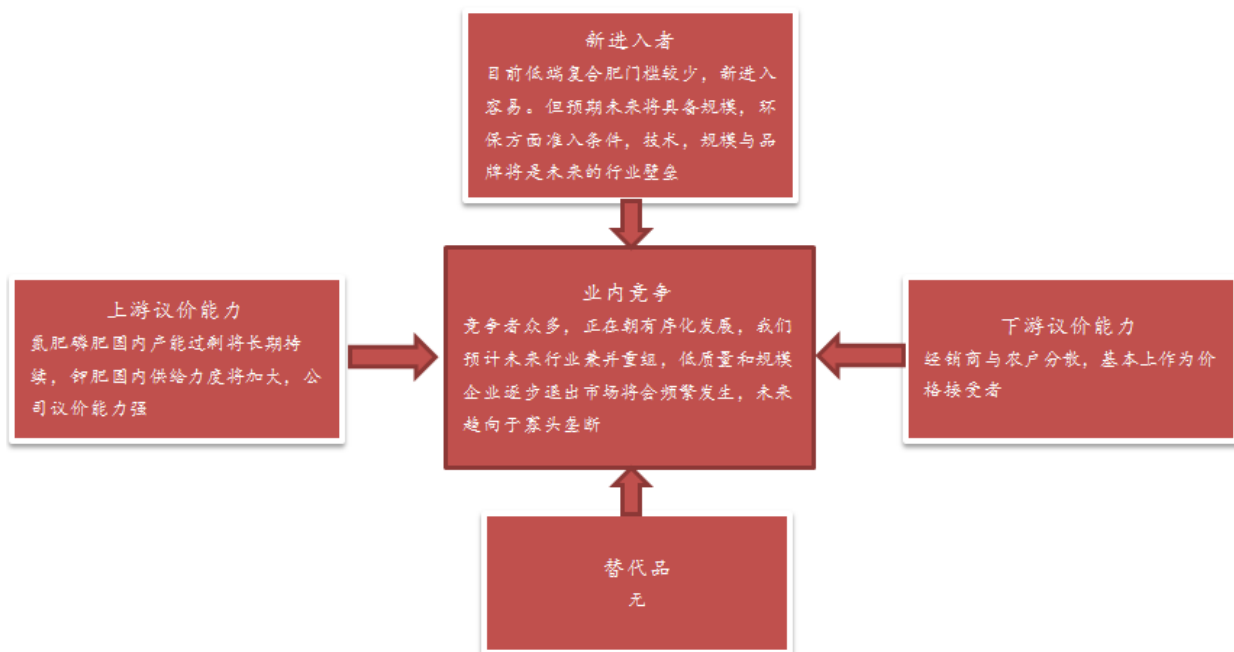 新进入者
目前低端复合肥门槛较少，新进入
容易。但预期未来将具备规模，环
保方面准入条件，技术，规模与品
牌将是未来的行业壁垒
上游议价能力
氮肥磷肥国内产能过剩将长期持
续，钾肥国内供给力度将加大，公
司议价能力强
业内竞争
竞争者众多，正在朝有序化发展，我们
预计未来行业兼并重组，低质量和规模
企业逐步退出市场将会频繁发生，未来
趋向于寡头垄断
下游议价能力
经销商与农户分散，基本上作为价
格接受者
替代品
无